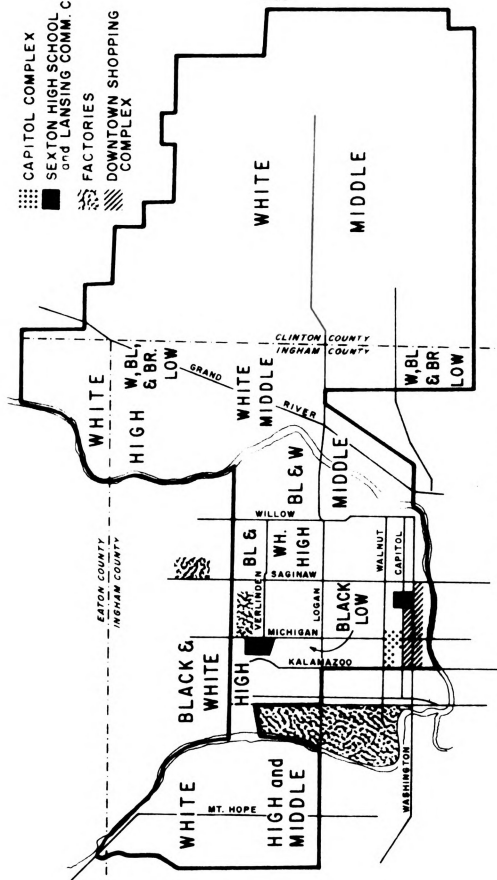 CAPITOL COMPLEX
SEXTON HIGH SCHOOL
and LANSING COMM. C
FACTORIES
DOWNTOWN SHOPPING
COMPLEX
WHITE
MIDDLE
CLINTON COUNTY
INGHAM COUNTY
EATON COUNTY
INGHAM COUNTY
WHITE
HIGH
W, BL,
& BR.
LOW
GRAND
RIVER
WHITE
MIDDLE
W, BL
& BR
LOW
BL & W
MIDDLE
WILLOW
BL &
WH.
HIGH
SAGINAW
VERLINDEN
LOGAN
WALNUT
CAPITOL
MICHIGAN
BLACK
LOW
KALAMAZOO
BLACK &
WHITE
HIGH
WASHINGTON
WHITE
HIGH and
MIDDLE
MT. HOPE